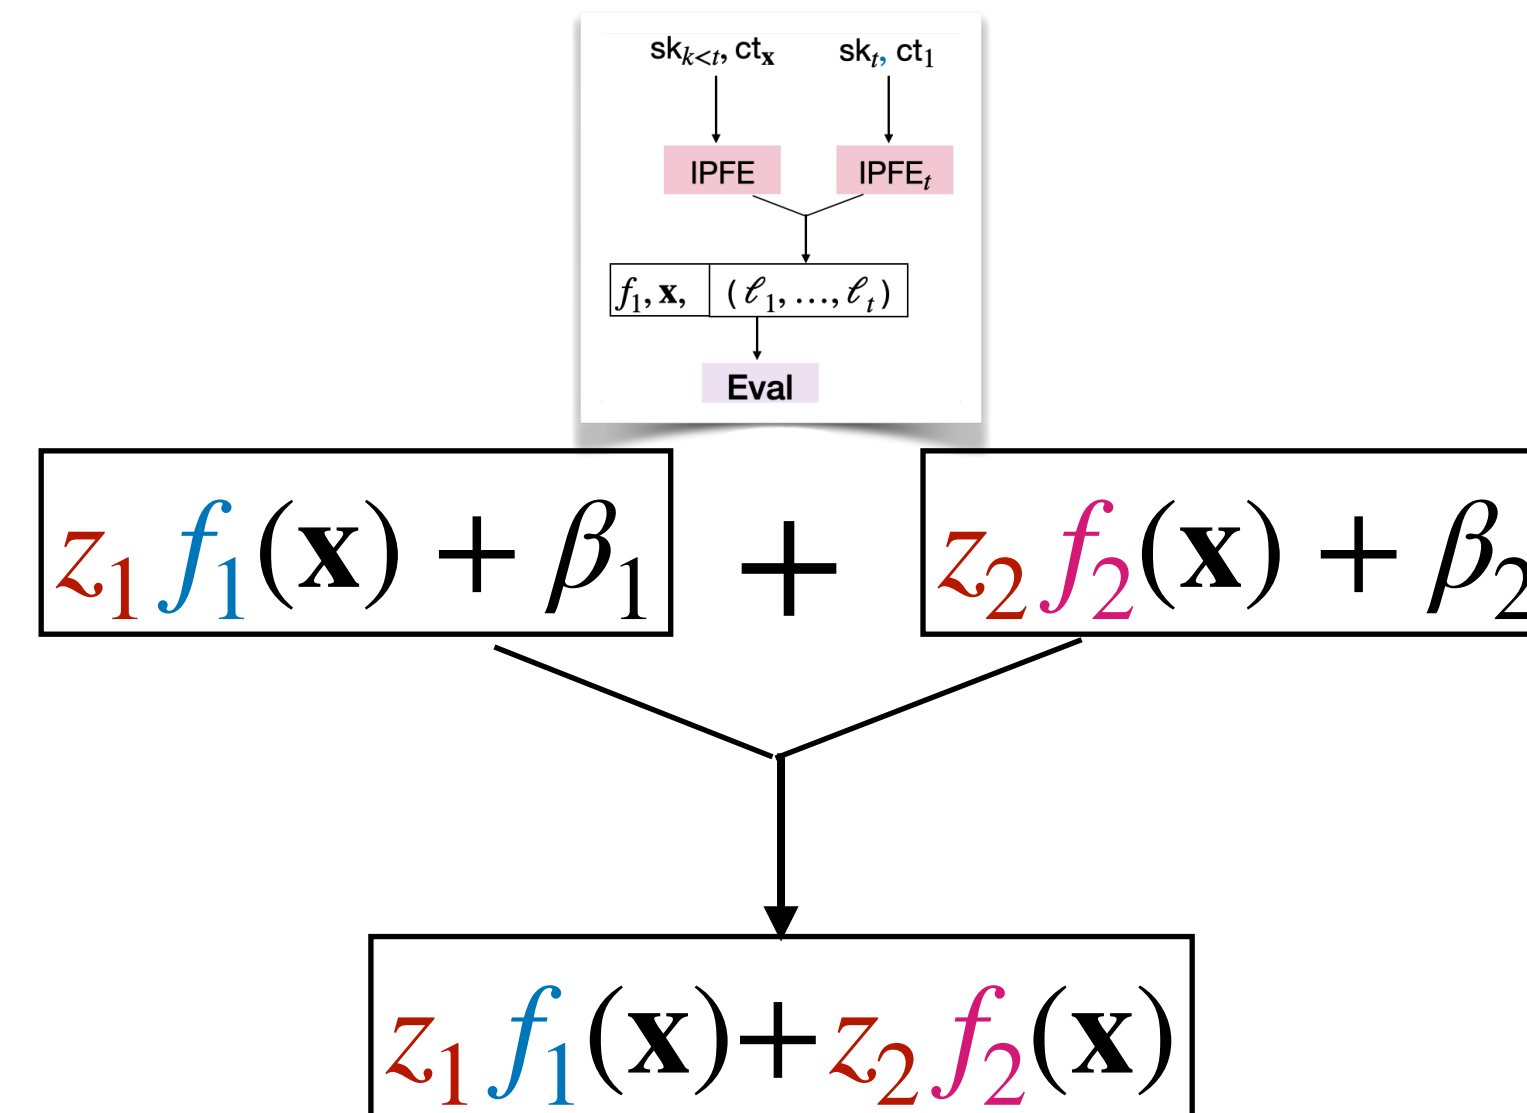 sk_{k<t}, ct_𝐱 sk_t, ct_1
IPFE IPFE_t
f_1, 𝐱, (ℓ_1, …, ℓ_t)
Eval
z_1 f_1(𝐱) + β_1 + z_2 f_2(𝐱) + β_2
z_1 f_1(𝐱)+z_2 f_2(𝐱)